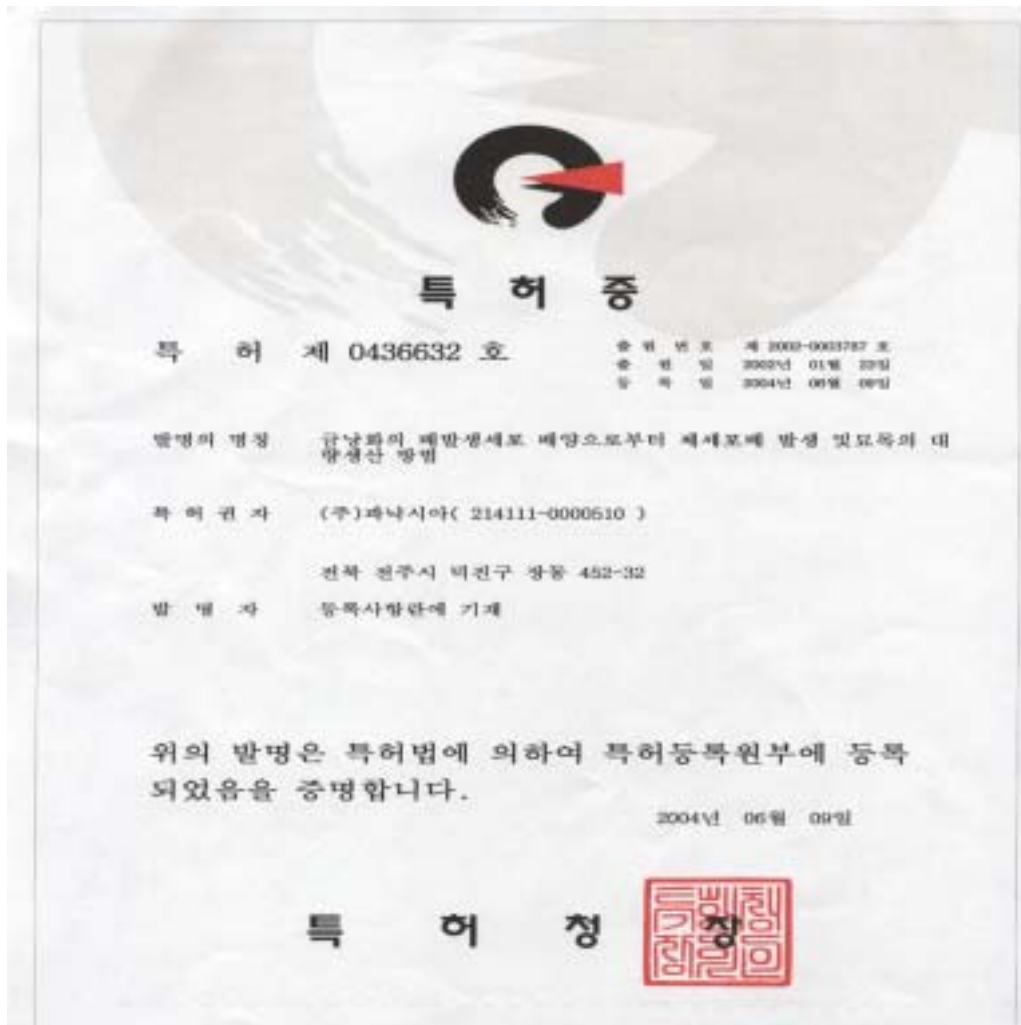 특 허 증
특 허 제 0436632 호
출 원 번 호 제 2002-0003787 호
출 원 일 2002년 01월 23일
등 록 일 2004년 06월 09일
발명의 명칭 금낭화의 배발생세포 배양으로부터 체세포배 발생 및묘목의 대
량생산 방법
특 허 권 자 (주)파낙시아( 214111-0000510 )
전북 전주시 덕진구 장동 452-32
발 명 자 등록사항란에 기재
위의 발명은 특허법에 의하여 특허등록원부에 등록
되었음을 증명합니다.
2004년 06월 09일
특 허 청 장